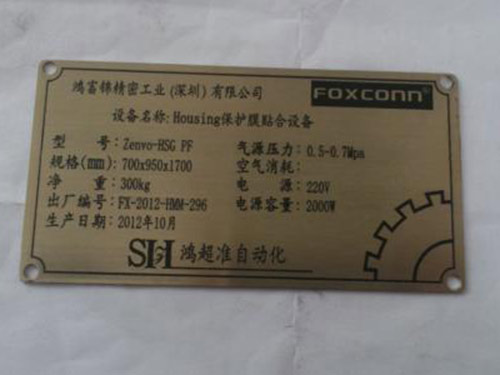 鸿富锦精密工业(深圳)有限公司 FOXCONN
设备名称:Housing保护膜贴合设备
型 号:Zenvo-HSG PF 气源压力:0.5-0.7Mpa
规格(mm):700x950x1700 空气消耗:
净 重:300kg 电 源:220V
出厂编号:FX-2012-HMM-296 电源容量:2000W
生产日期:2012年10月
SH 鸿超准自动化